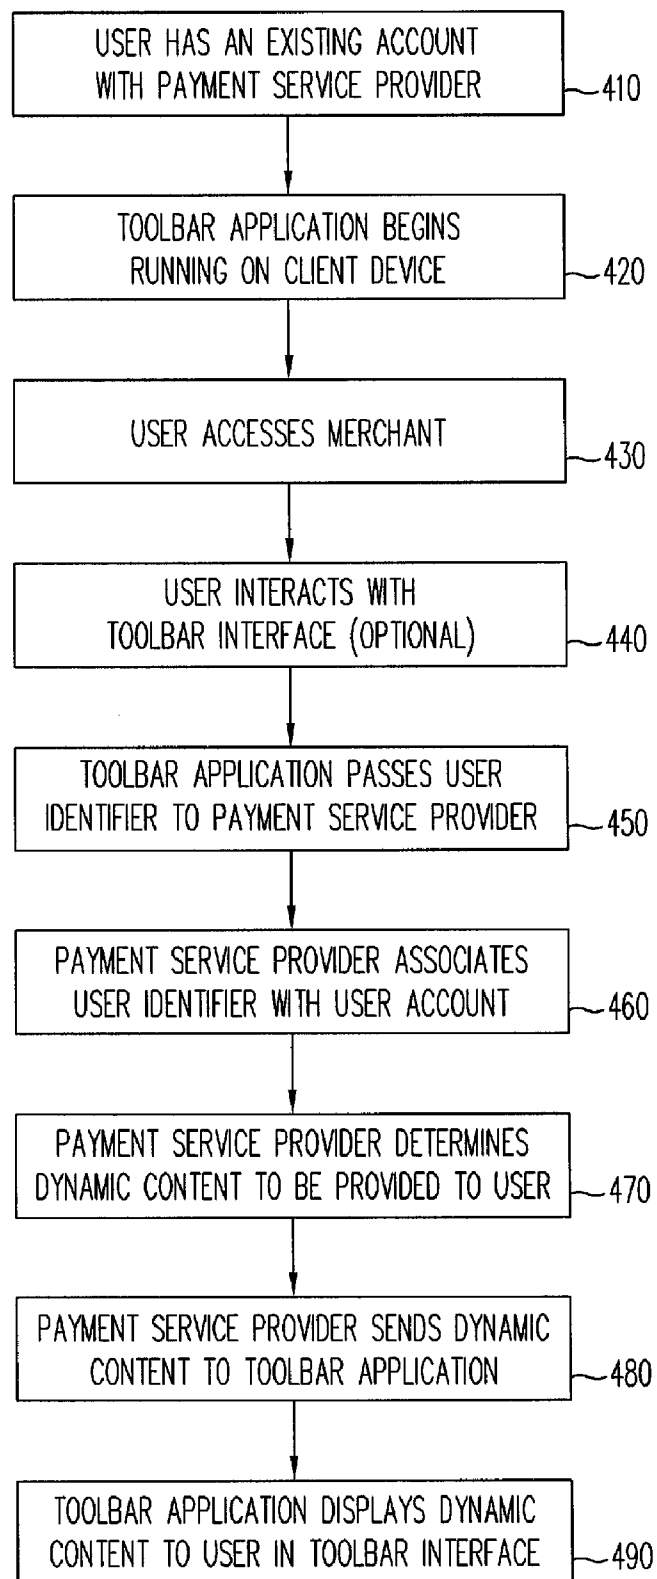 USER HAS AN EXISTING ACCOUNT
WITH PAYMENT SERVICE PROVIDER
410
TOOLBAR APPLICATION BEGINS
RUNNING ON CLIENT DEVICE
420
USER ACCESSES MERCHANT
430
USER INTERACTS WITH
TOOLBAR INTERFACE (OPTIONAL)
440
TOOLBAR APPLICATION PASSES USER
IDENTIFIER TO PAYMENT SERVICE PROVIDER
450
PAYMENT SERVICE PROVIDER ASSOCIATES
USER IDENTIFIER WITH USER ACCOUNT
460
PAYMENT SERVICE PROVIDER DETERMINES
DYNAMIC CONTENT TO BE PROVIDED TO USER
470
PAYMENT SERVICE PROVIDER SENDS DYNAMIC
CONTENT TO TOOLBAR APPLICATION
480
TOOLBAR APPLICATION DISPLAYS DYNAMIC
CONTENT TO USER IN TOOLBAR INTERFACE
490